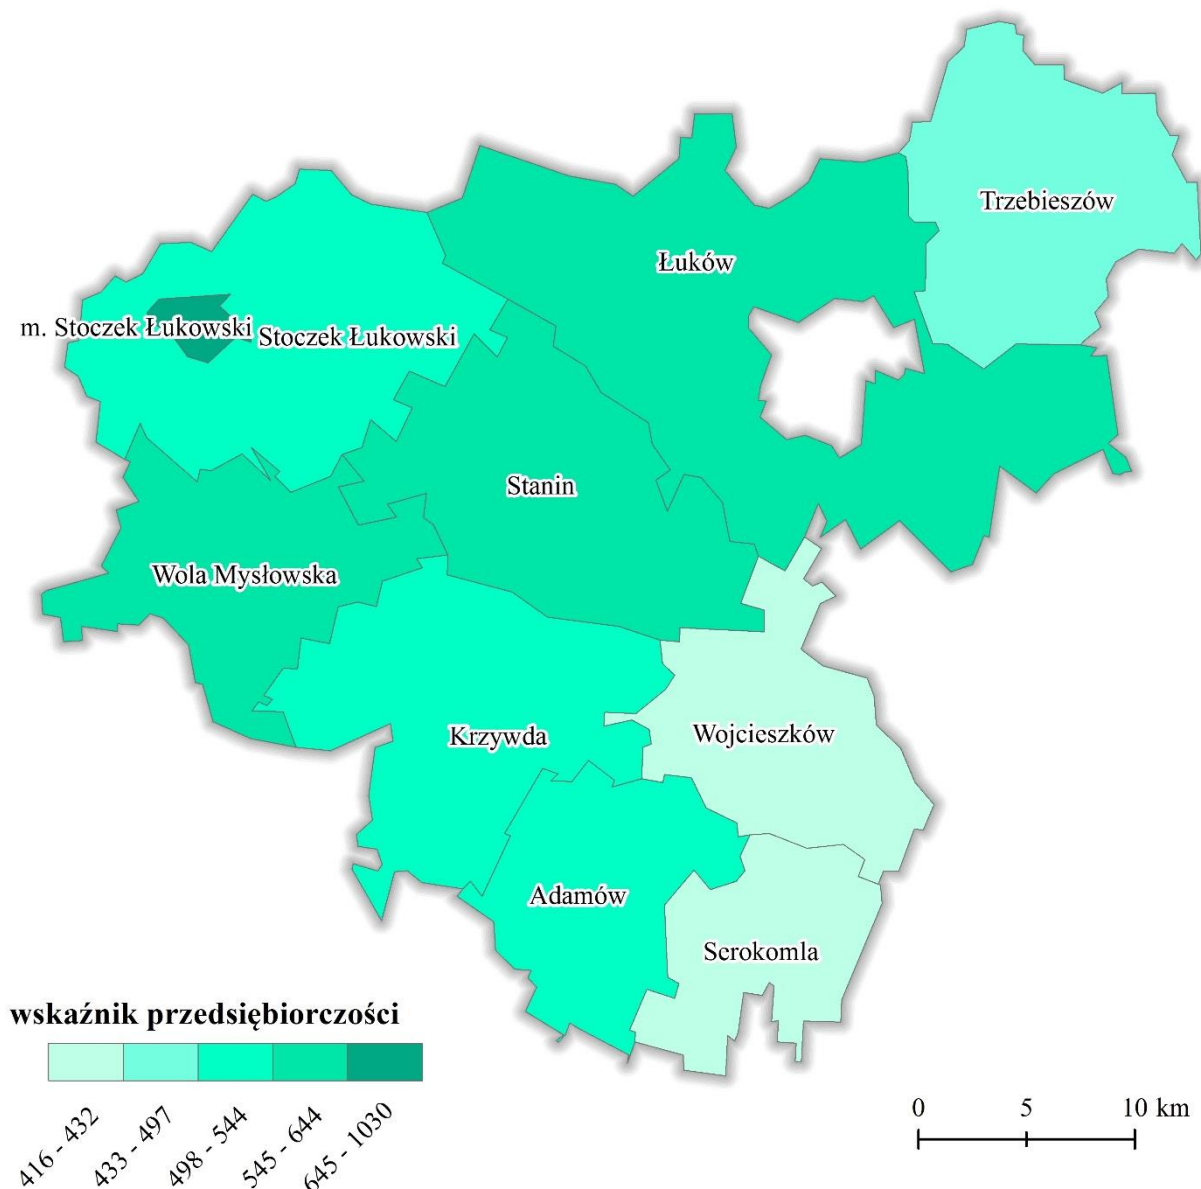 Trzebieszów
Łuków
m. Stoczek Łukowski
Stoczek Łukowski
Stanin
Wola Mysłowska
Krzywda
Wojcieszków
Adamów
Serokomla
wskaźnik przedsiębiorczości
416 - 432
433 - 497
498 - 544
545 - 644
645 - 1030
0 5 10 km